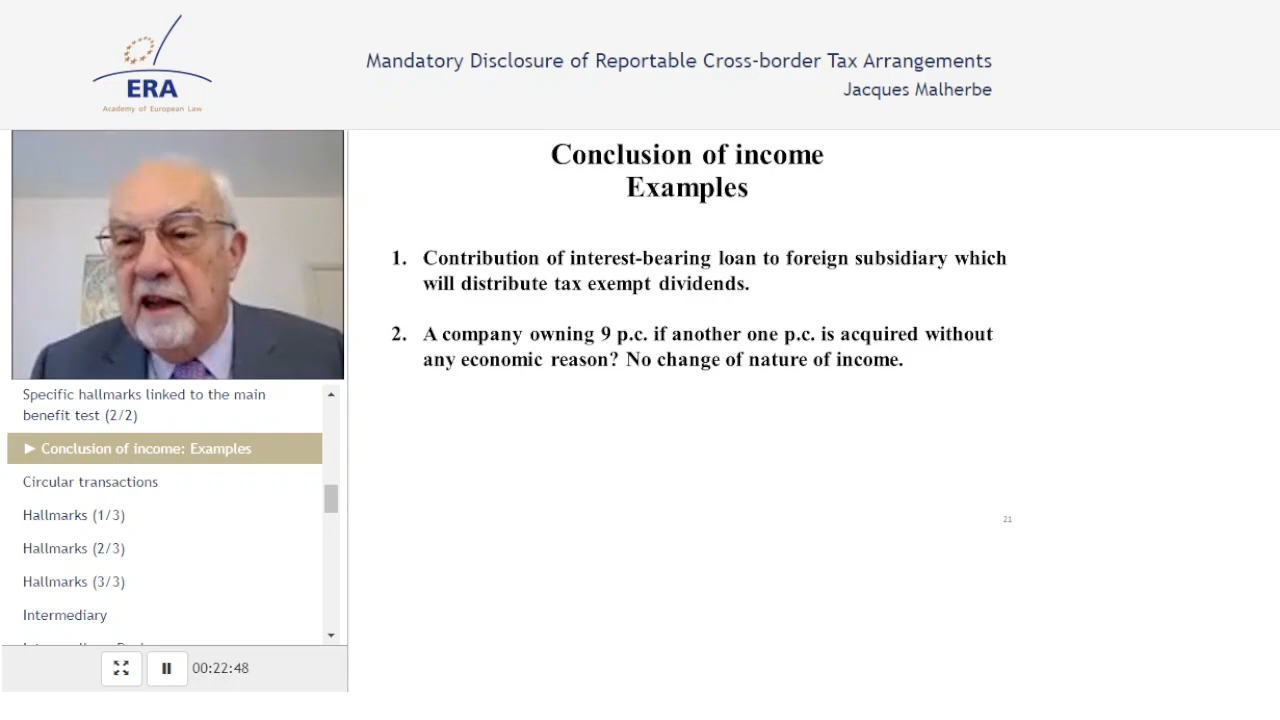 ERA
Academy of European Law
Mandatory Disclosure of Reportable Cross-border Tax Arrangements
Jacques Malherbe
Specific hallmarks linked to the main
benefit test (2/2)
► Conclusion of income: Examples
Circular transactions
Hallmarks (1/3)
Hallmarks (2/3)
Hallmarks (3/3)
Intermediary
00:22:48
Conclusion of income
Examples
1. Contribution of interest-bearing loan to foreign subsidiary which
will distribute tax exempt dividends.
2. A company owning 9 p.c. if another one p.c. is acquired without
any economic reason? No change of nature of income.
21